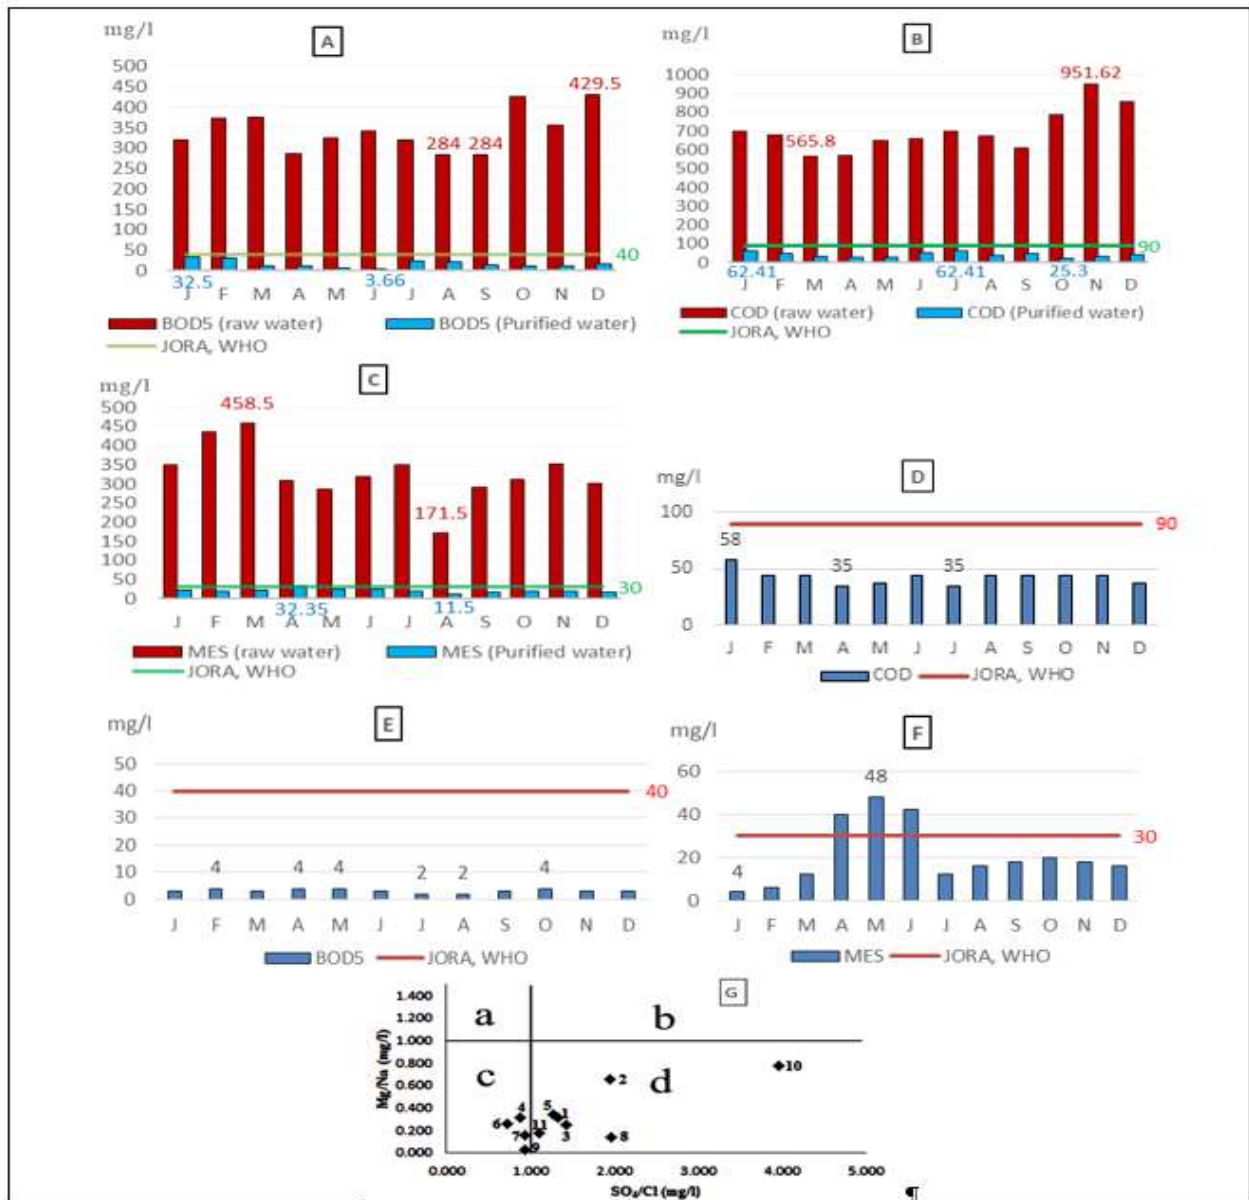 mg/l
A
500
450
400
350
300
250
200
150
100
50
0
429.5
284 284
40
32.5
3.66
J F M A M J J A S O N D
BOD5 (raw water) BOD5 (Purified water)
JORA, WHO
mg/l
B
1000
900
800
700
600
500
400
300
200
100
0
951.62
565.8
90
62.41 62.41 25.3
J F M A M J J A S O N D
COD (raw water) COD (Purified water)
JORA, WHO
mg/l
C
500
450
400
350
300
250
200
150
100
50
0
458.5
171.5
30
32.35 11.5
J F M A M J J A S O N D
MES (raw water) MES (Purified water)
JORA, WHO
mg/l
D
100
50
0
90
58
35 35
J F M A M J J A S O N D
COD JORA, WHO
mg/l
E
50
40
30
20
10
0
40
4 4 4 2 2 4
J F M A M J J A S O N D
BOD5 JORA, WHO
mg/l
F
60
40
20
0
48
30
4
J F M A M J J A S O N D
MES JORA, WHO
G
Mg/Na (mg/l)
1.400
1.200
1.000
0.800
0.600
0.400
0.200
0.000
a b
c d
10
2
4 5 1
6 11 3
7 8
9
0.000 1.000 2.000 3.000 4.000 5.000
SO₄/Cl (mg/l)
¶